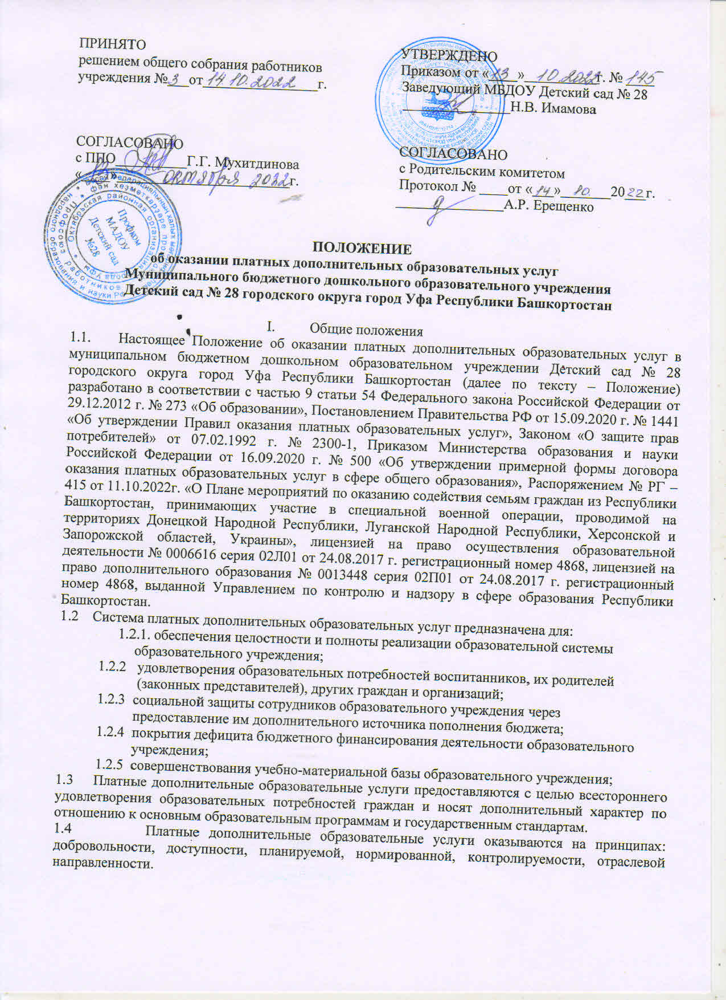 ПРИНЯТО
решением общего собрания работников
учреждения № 3 от 14.10.2022 г.
УТВЕРЖДЕНО
Приказом от «13» 10.2022 г. № 145
Заведующий МБДОУ Детский сад № 28
Н.В. Имамова
СОГЛАСОВАНО
с ППО Г.Г. Мухитдинова
«13» октября 2022 г.
СОГЛАСОВАНО
с Родительским комитетом
Протокол № ____ от «14» 10. 2022 г.
А.Р. Ерещенко
Профком
МАДОУ
Детский сад
№28
ПОЛОЖЕНИЕ
об оказании платных дополнительных образовательных услуг
Муниципального бюджетного дошкольного образовательного учреждения
Детский сад № 28 городского округа город Уфа Республики Башкортостан
I. Общие положения
1.1. Настоящее Положение об оказании платных дополнительных образовательных услуг в
муниципальном бюджетном дошкольном образовательном учреждении Детский сад № 28
городского округа город Уфа Республики Башкортостан (далее по тексту – Положение)
разработано в соответствии с частью 9 статьи 54 Федерального закона Российской Федерации от
29.12.2012 г. № 273 «Об образовании», Постановлением Правительства РФ от 15.09.2020 г. № 1441
«Об утверждении Правил оказания платных образовательных услуг», Законом «О защите прав
потребителей» от 07.02.1992 г. № 2300-1, Приказом Министерства образования и науки
Российской Федерации от 16.09.2020 г. № 500 «Об утверждении примерной формы договора
оказания платных образовательных услуг в сфере общего образования», Распоряжением № РГ –
415 от 11.10.2022г. «О Плане мероприятий по оказанию содействия семьям граждан из Республики
Башкортостан, принимающих участие в специальной военной операции, проводимой на
территориях Донецкой Народной Республики, Луганской Народной Республики, Херсонской и
Запорожской областей, Украины», лицензией на право осуществления образовательной
деятельности № 0006616 серия 02Л01 от 24.08.2017 г. регистрационный номер 4868, лицензией на
право дополнительного образования № 0013448 серия 02П01 от 24.08.2017 г. регистрационный
номер 4868, выданной Управлением по контролю и надзору в сфере образования Республики
Башкортостан.
1.2 Система платных дополнительных образовательных услуг предназначена для:
1.2.1. обеспечения целостности и полноты реализации образовательной системы
образовательного учреждения;
1.2.2 удовлетворения образовательных потребностей воспитанников, их родителей
(законных представителей), других граждан и организаций;
1.2.3 социальной защиты сотрудников образовательного учреждения через
предоставление им дополнительного источника пополнения бюджета;
1.2.4 покрытия дефицита бюджетного финансирования деятельности образовательного
учреждения;
1.2.5 совершенствования учебно-материальной базы образовательного учреждения;
1.3 Платные дополнительные образовательные услуги предоставляются с целью всестороннего
удовлетворения образовательных потребностей граждан и носят дополнительный характер по
отношению к основным образовательным программам и государственным стандартам.
1.4 Платные дополнительные образовательные услуги оказываются на принципах:
добровольности, доступности, планируемой, нормированной, контролируемости, отраслевой
направленности.